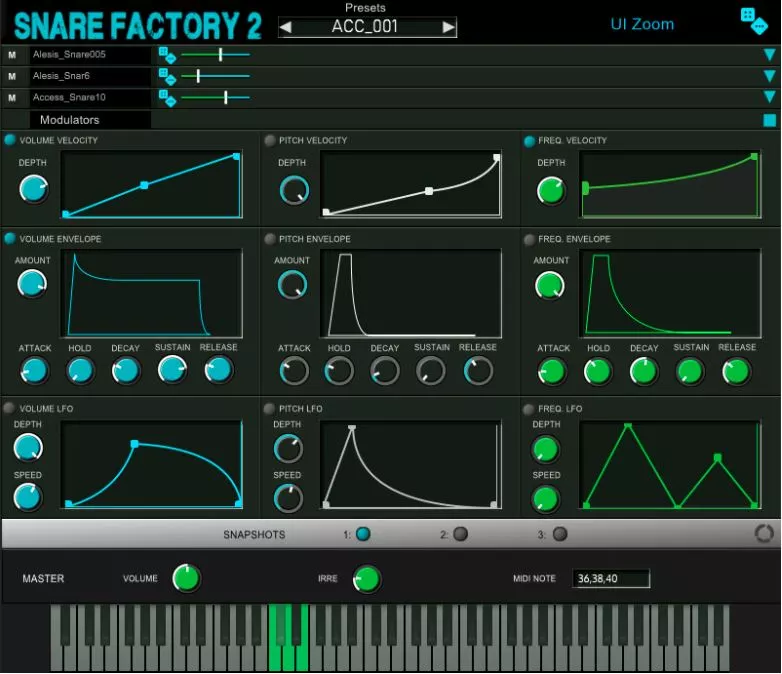 Presets
SNARE FACTORY 2
ACC_001
UI Zoom
M Alesis_Snare005
M Alesis_Snar6
M Access_Snare10
Modulators
VOLUME VELOCITY PITCH VELOCITY FREQ. VELOCITY
DEPTH DEPTH DEPTH
VOLUME ENVELOPE PITCH ENVELOPE FREQ. ENVELOPE
AMOUNT AMOUNT AMOUNT
ATTACK HOLD DECAY SUSTAIN RELEASE ATTACK HOLD DECAY SUSTAIN RELEASE ATTACK HOLD DECAY SUSTAIN RELEASE
VOLUME LFO PITCH LFO FREQ. LFO
DEPTH DEPTH DEPTH
SPEED SPEED SPEED
SNAPSHOTS 1: 2: 3:
MASTER VOLUME IRRE MIDI NOTE 36,38,40